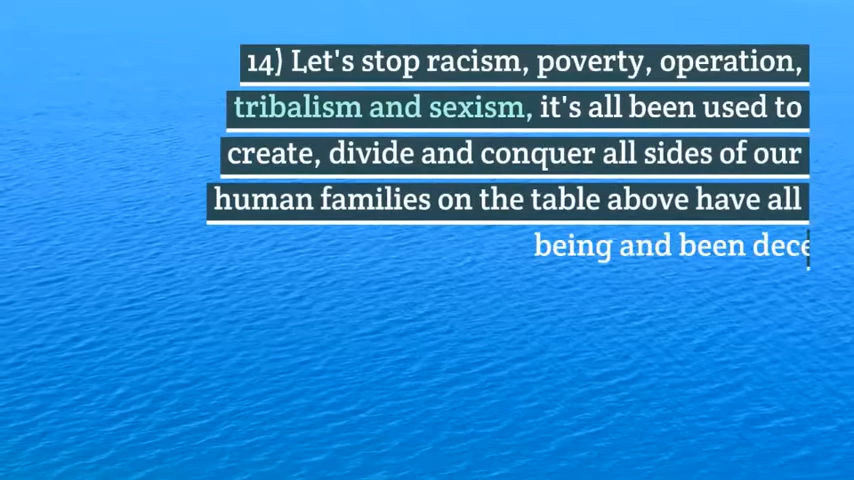 14) Let's stop racism, poverty, operation,
tribalism and sexism, it's all been used to
create, divide and conquer all sides of our
human families on the table above have all
being and been